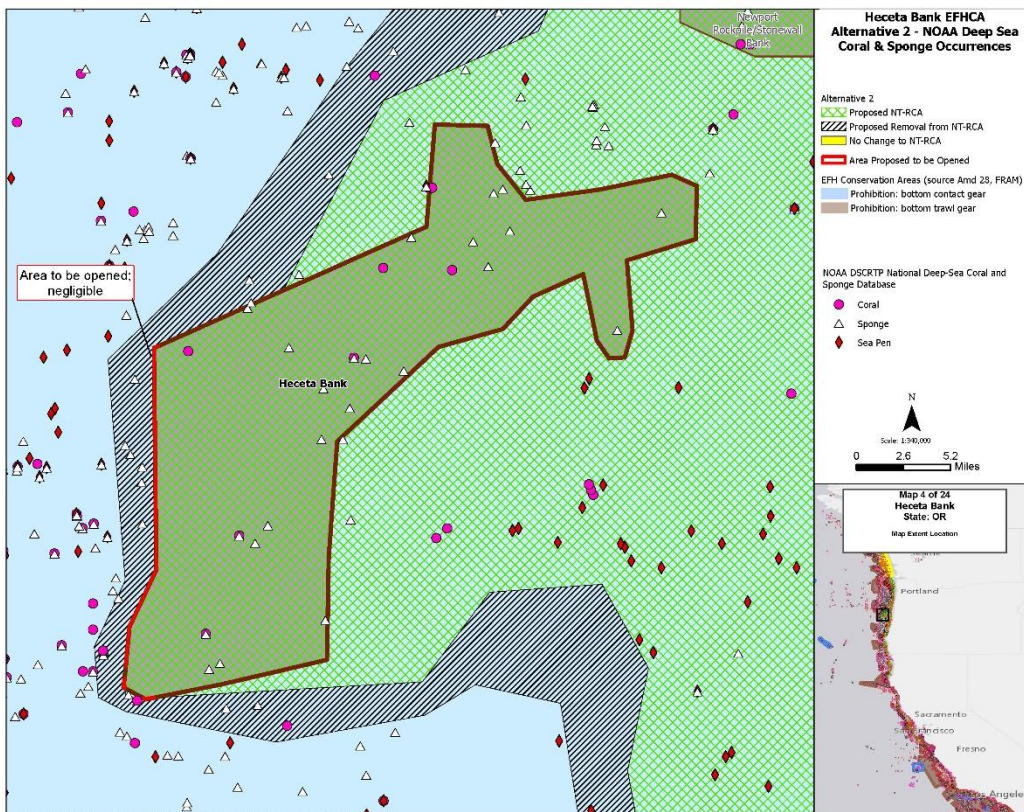 Newport
Rockpile/Stonewall
Bank
Area to be opened:
negligible
Heceta Bank
Heceta Bank EFHCA
Alternative 2 - NOAA Deep Sea
Coral & Sponge Occurrences
Alternative 2
Proposed NT-RCA
Proposed Removal from NT-RCA
No Change to NT-RCA
Area Proposed to be Opened
EFH Conservation Areas (source Amd 28, FRAM)
Prohibition: bottom contact gear
Prohibition: bottom trawl gear
NOAA DSCRTP National Deep-Sea Coral and
Sponge Database
Coral
Sponge
Sea Pen
N
Scale: 1:340,000
0 2.6 5.2
Miles
Map 4 of 24
Heceta Bank
State: OR
Map Extent Location
Portland
Sacramento
San Francisco
Fresno